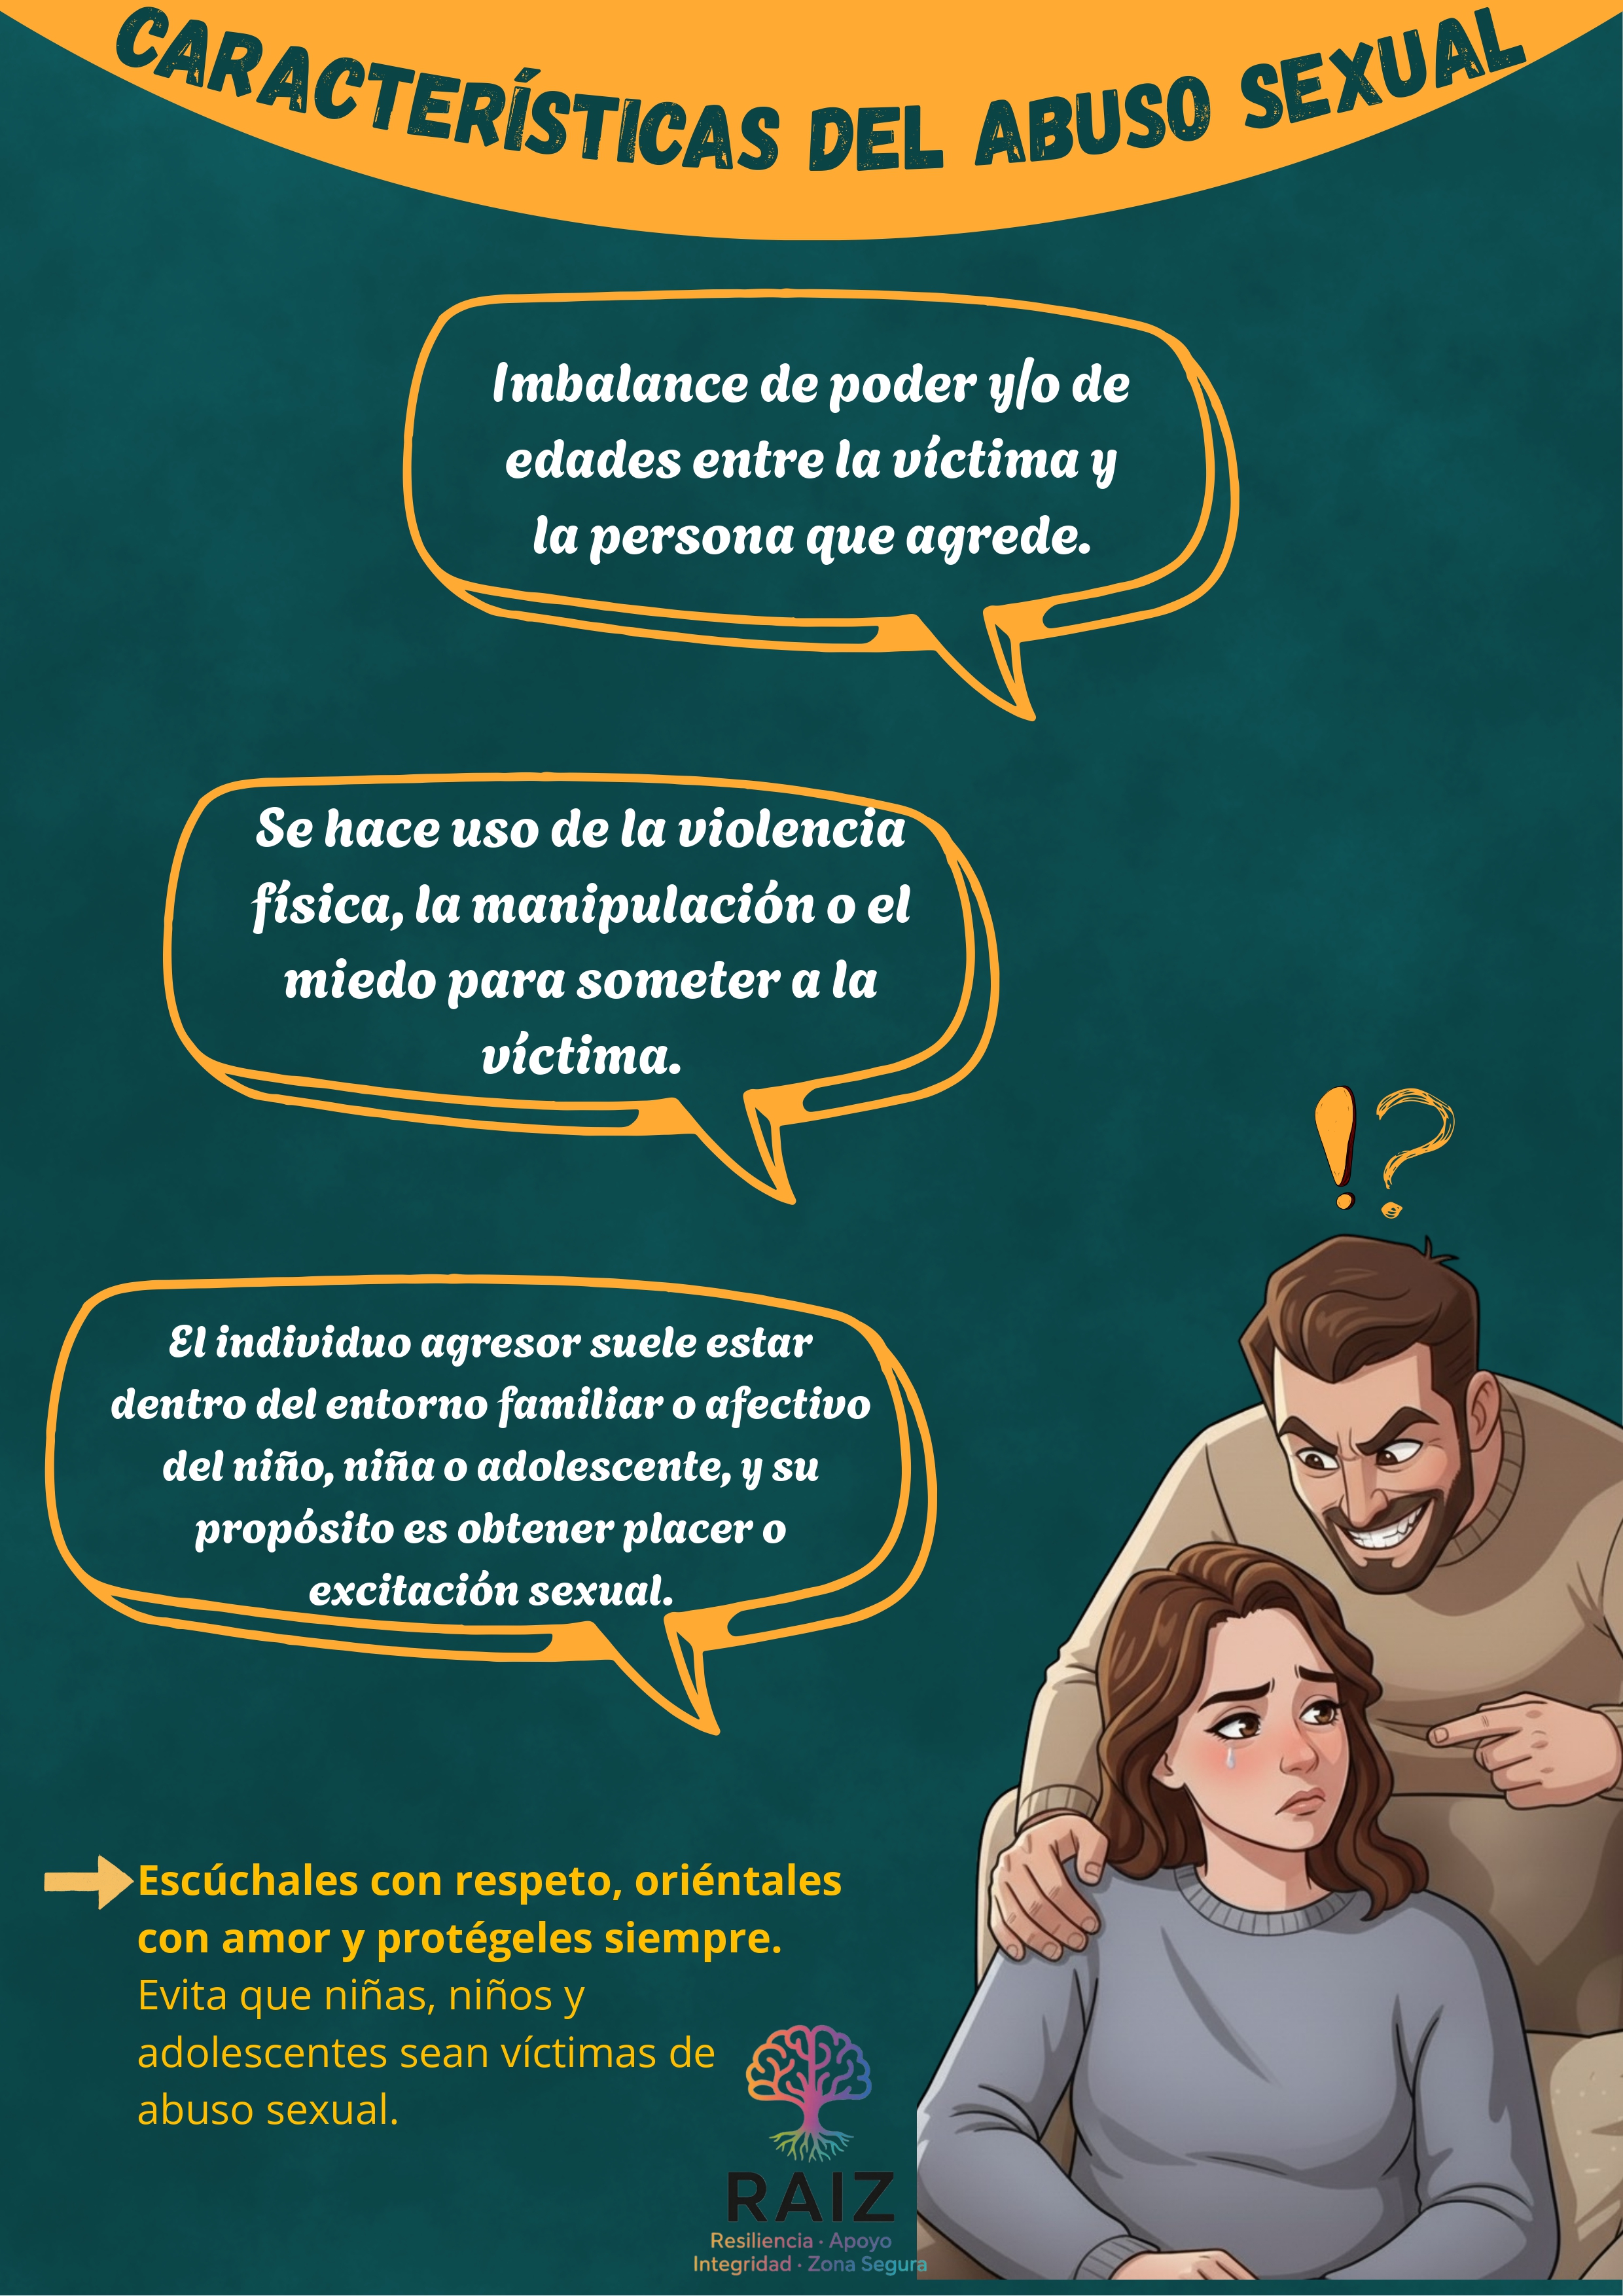 CARACTERÍSTICAS DEL ABUSO SEXUAL
Imbalance de poder y/o de
edades entre la víctima y
la persona que agrede.
Se hace uso de la violencia
física, la manipulación o el
miedo para someter a la
víctima.
El individuo agresor suele estar
dentro del entorno familiar o afectivo
del niño, niña o adolescente, y su
propósito es obtener placer o
excitación sexual.
!?
Escúchales con respeto, oriéntales
con amor y protégeles siempre.
Evita que niñas, niños y
adolescentes sean víctimas de
abuso sexual.
RAIZ
Resiliencia · Apoyo
Integridad · Zona Segura